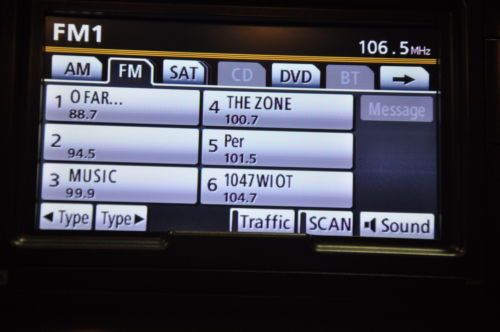 FM1
106.5MHz
AM FM SAT CD DVD BT
1 O FAR... 88.7
4 THE ZONE 100.7
Message
2 94.5
5 Per 101.5
3 MUSIC 99.9
6 1047 WIOT 104.7
◄ Type Type► Traffic SCAN Sound